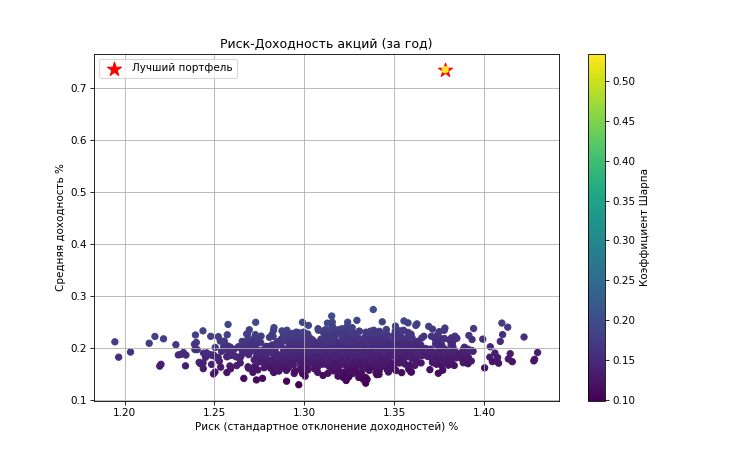 Риск-Доходность акций (за год)
Лучший портфель
Средняя доходность %
0.7
0.6
0.5
0.4
0.3
0.2
0.1
1.20 1.25 1.30 1.35 1.40
Риск (стандартное отклонение доходностей) %
0.50
0.45
0.40
0.35
0.30
0.25
0.20
0.15
0.10
Коэффициент Шарпа